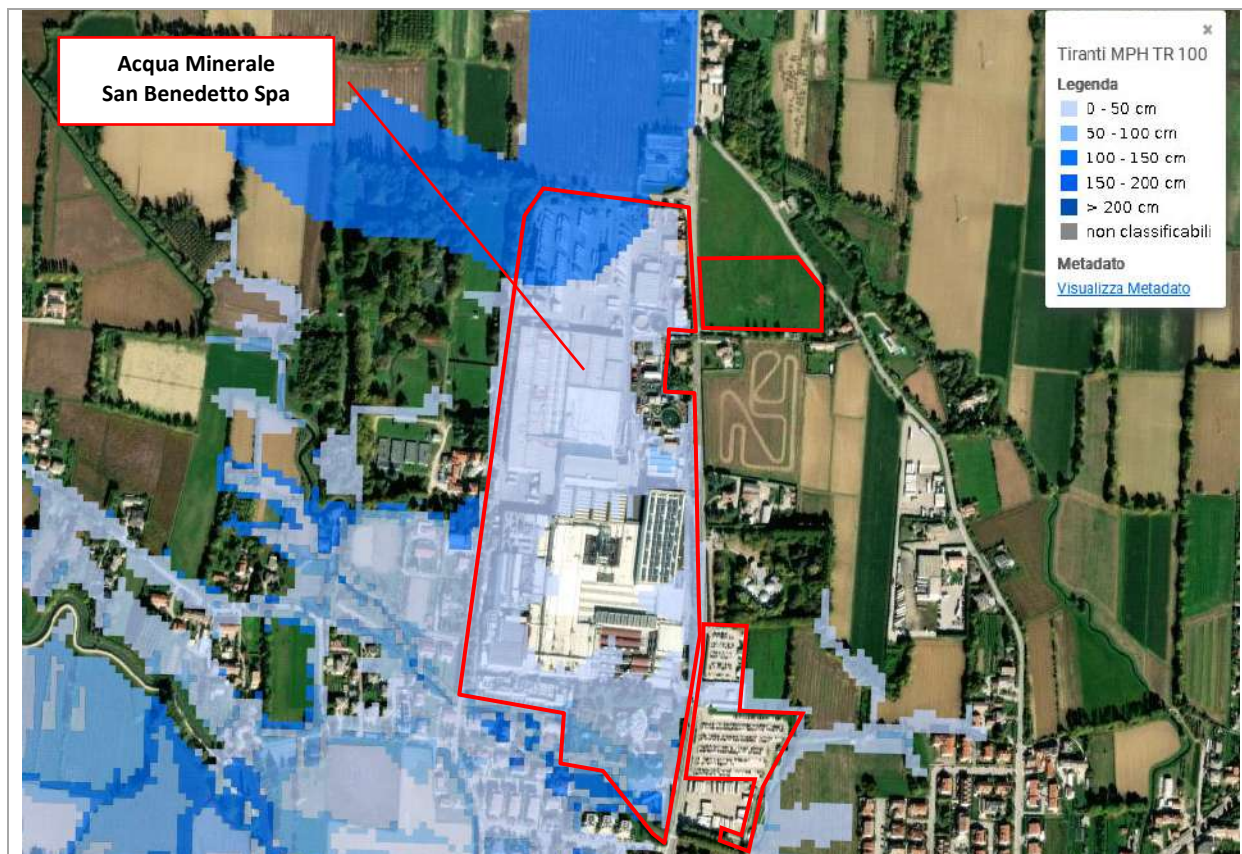 Acqua Minerale
San Benedetto Spa
×
Tiranti MPH TR 100
Legenda
0 - 50 cm
50 - 100 cm
100 - 150 cm
150 - 200 cm
> 200 cm
non classificabili
Metadato
Visualizza Metadato